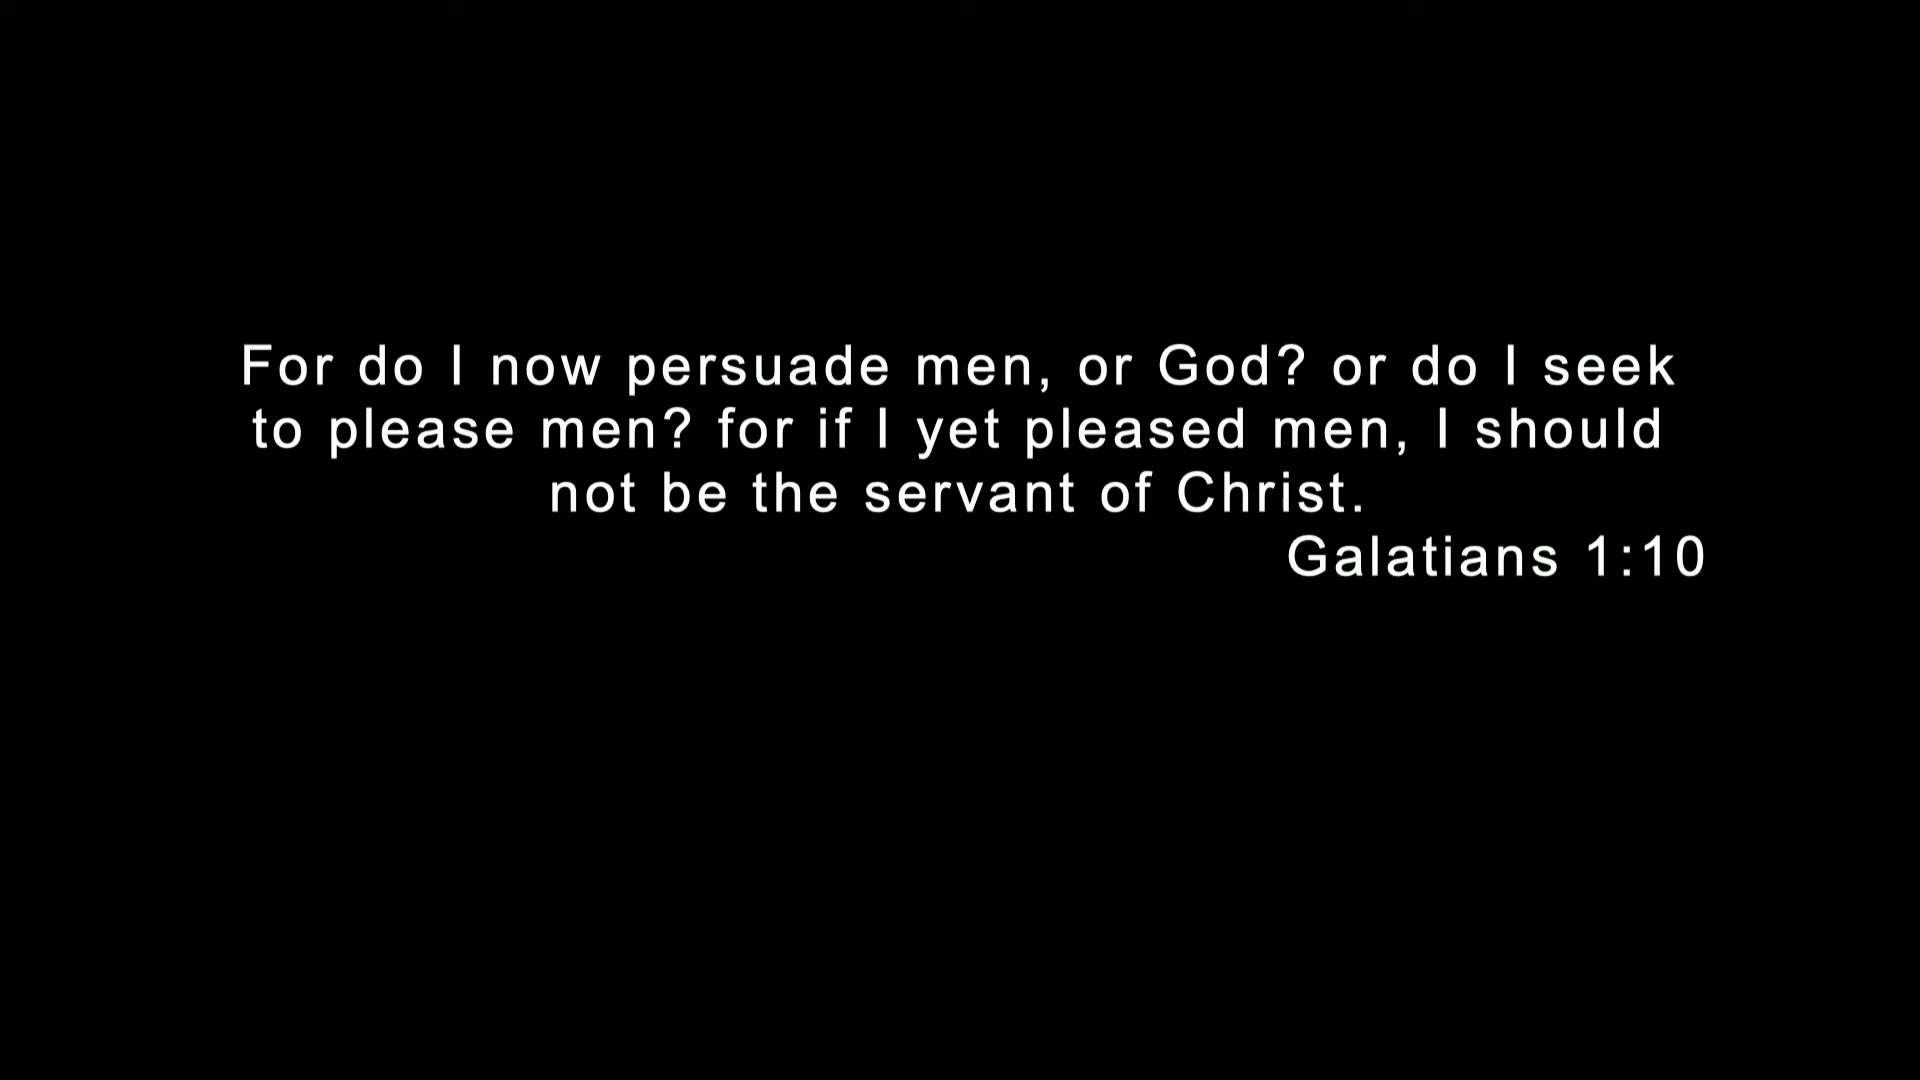 For do I now persuade men, or God? or do I seek
to please men? for if I yet pleased men, I should
not be the servant of Christ.
Galatians 1:10